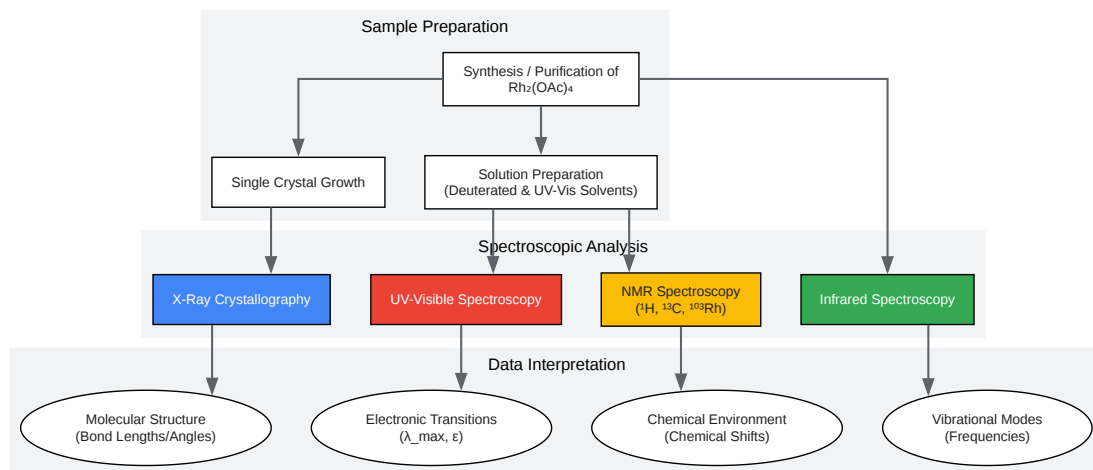 Sample Preparation
Synthesis / Purification of
Rh₂(OAc)₄
Single Crystal Growth
Solution Preparation
(Deuterated & UV-Vis Solvents)
Spectroscopic Analysis
X-Ray Crystallography
UV-Visible Spectroscopy
NMR Spectroscopy
(¹H, ¹³C, ¹⁰³Rh)
Infrared Spectroscopy
Data Interpretation
Molecular Structure
(Bond Lengths/Angles)
Electronic Transitions
(λ_max, ε)
Chemical Environment
(Chemical Shifts)
Vibrational Modes
(Frequencies)